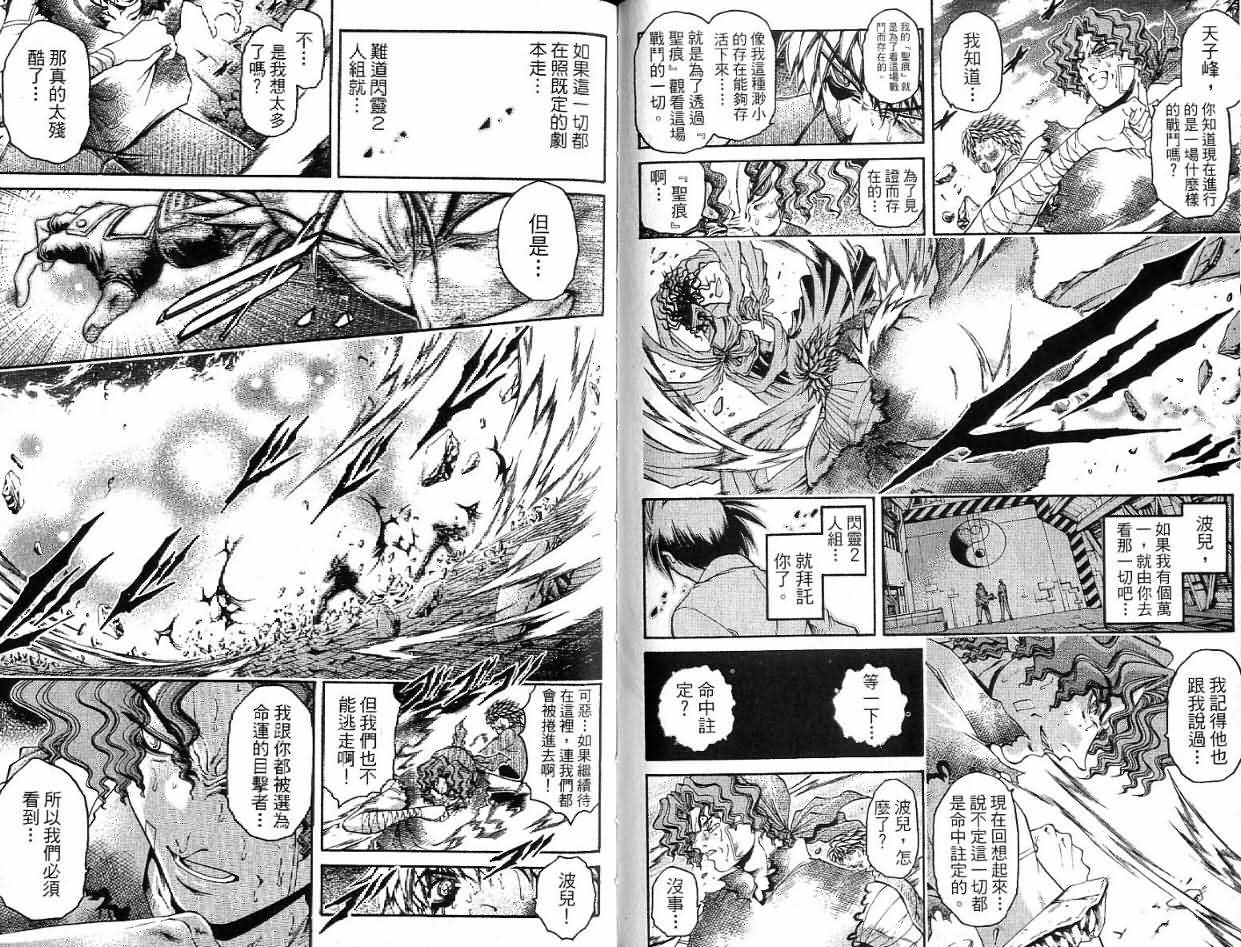 天子峰，
你知道現在進行
的是一場什麼樣
的戰鬥嗎？
我知道…
我的『聖痕』就
是為了看這場戰
鬥而存在的。
像我這種渺小
的存在能夠存
活下來……
就是為了透過『
聖痕』觀看這場
戰鬥的一切。
為了見
證而存
在的…
『聖痕』
啊…
波兒，
如果我有個萬
一，就由你去
看那一切吧…
閃靈２
人組…
就拜託
你了。
我記得他也
跟我說過…
現在回想起來…
說不定這一切都
是命中註定的。
等一下…
命中註
定？
波兒，怎
麼了？
沒事…
如果這一切都
在照既定的劇
本走…
難道閃靈２
人組就…
不…
是我想太多
了嗎？
那真的太殘
酷了…
但是…
可惡…如果繼續待
在這裡，連我們都
會被捲進去啊！
但我們也不
能逃走啊！
波兒！
我跟你都被選為
命運的目擊者…
所以我們必須
看到…